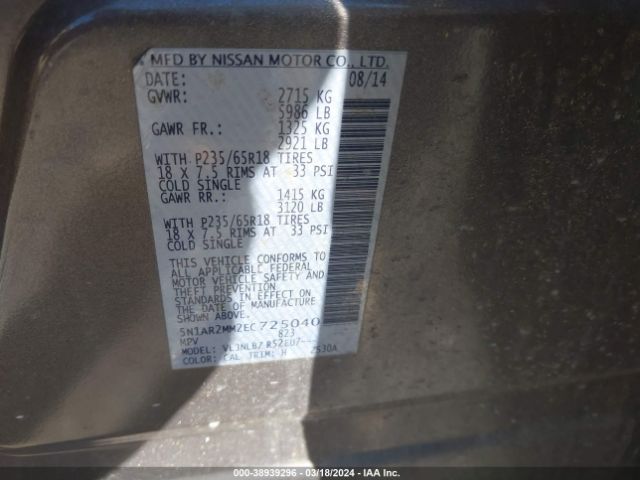 MFD BY NISSAN MOTOR CO., LTD.
DATE: 08/14
GVWR: 2715 KG
5986 LB
GAWR FR.: 1325 KG
2921 LB
WITH P235/65R18 TIRES
18 X 7.5 RIMS AT 33 PSI
COLD SINGLE
GAWR RR.: 1415 KG
3120 LB
WITH P235/65R18 TIRES
18 X 7.5 RIMS AT 33 PSI
COLD SINGLE
THIS VEHICLE CONFORMS TO
ALL APPLICABLE FEDERAL
MOTOR VEHICLE SAFETY AND
THEFT PREVENTION
STANDARDS IN EFFECT ON
THE DATE OF MANUFACTURE
SHOWN ABOVE.
5N1AR2MM2EC725040
MPV 823
MODEL:
COLOR: CAL TRIM: H 2530A
000-38939296 - 03/18/2024 - IAA Inc.